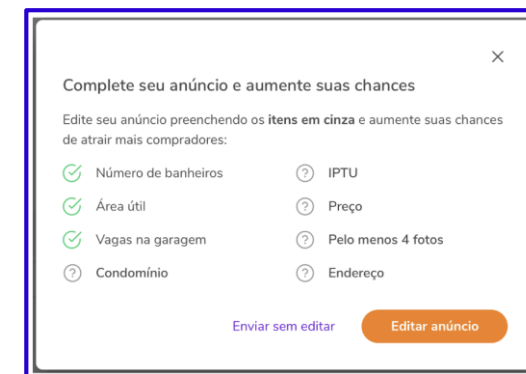 Complete seu anúncio e aumente suas chances
Edite seu anúncio preenchendo os itens em cinza e aumente suas chances
de atrair mais compradores:
Número de banheiros
Área útil
Vagas na garagem
? Condomínio
? IPTU
? Preço
? Pelo menos 4 fotos
? Endereço
Enviar sem editar
Editar anúncio